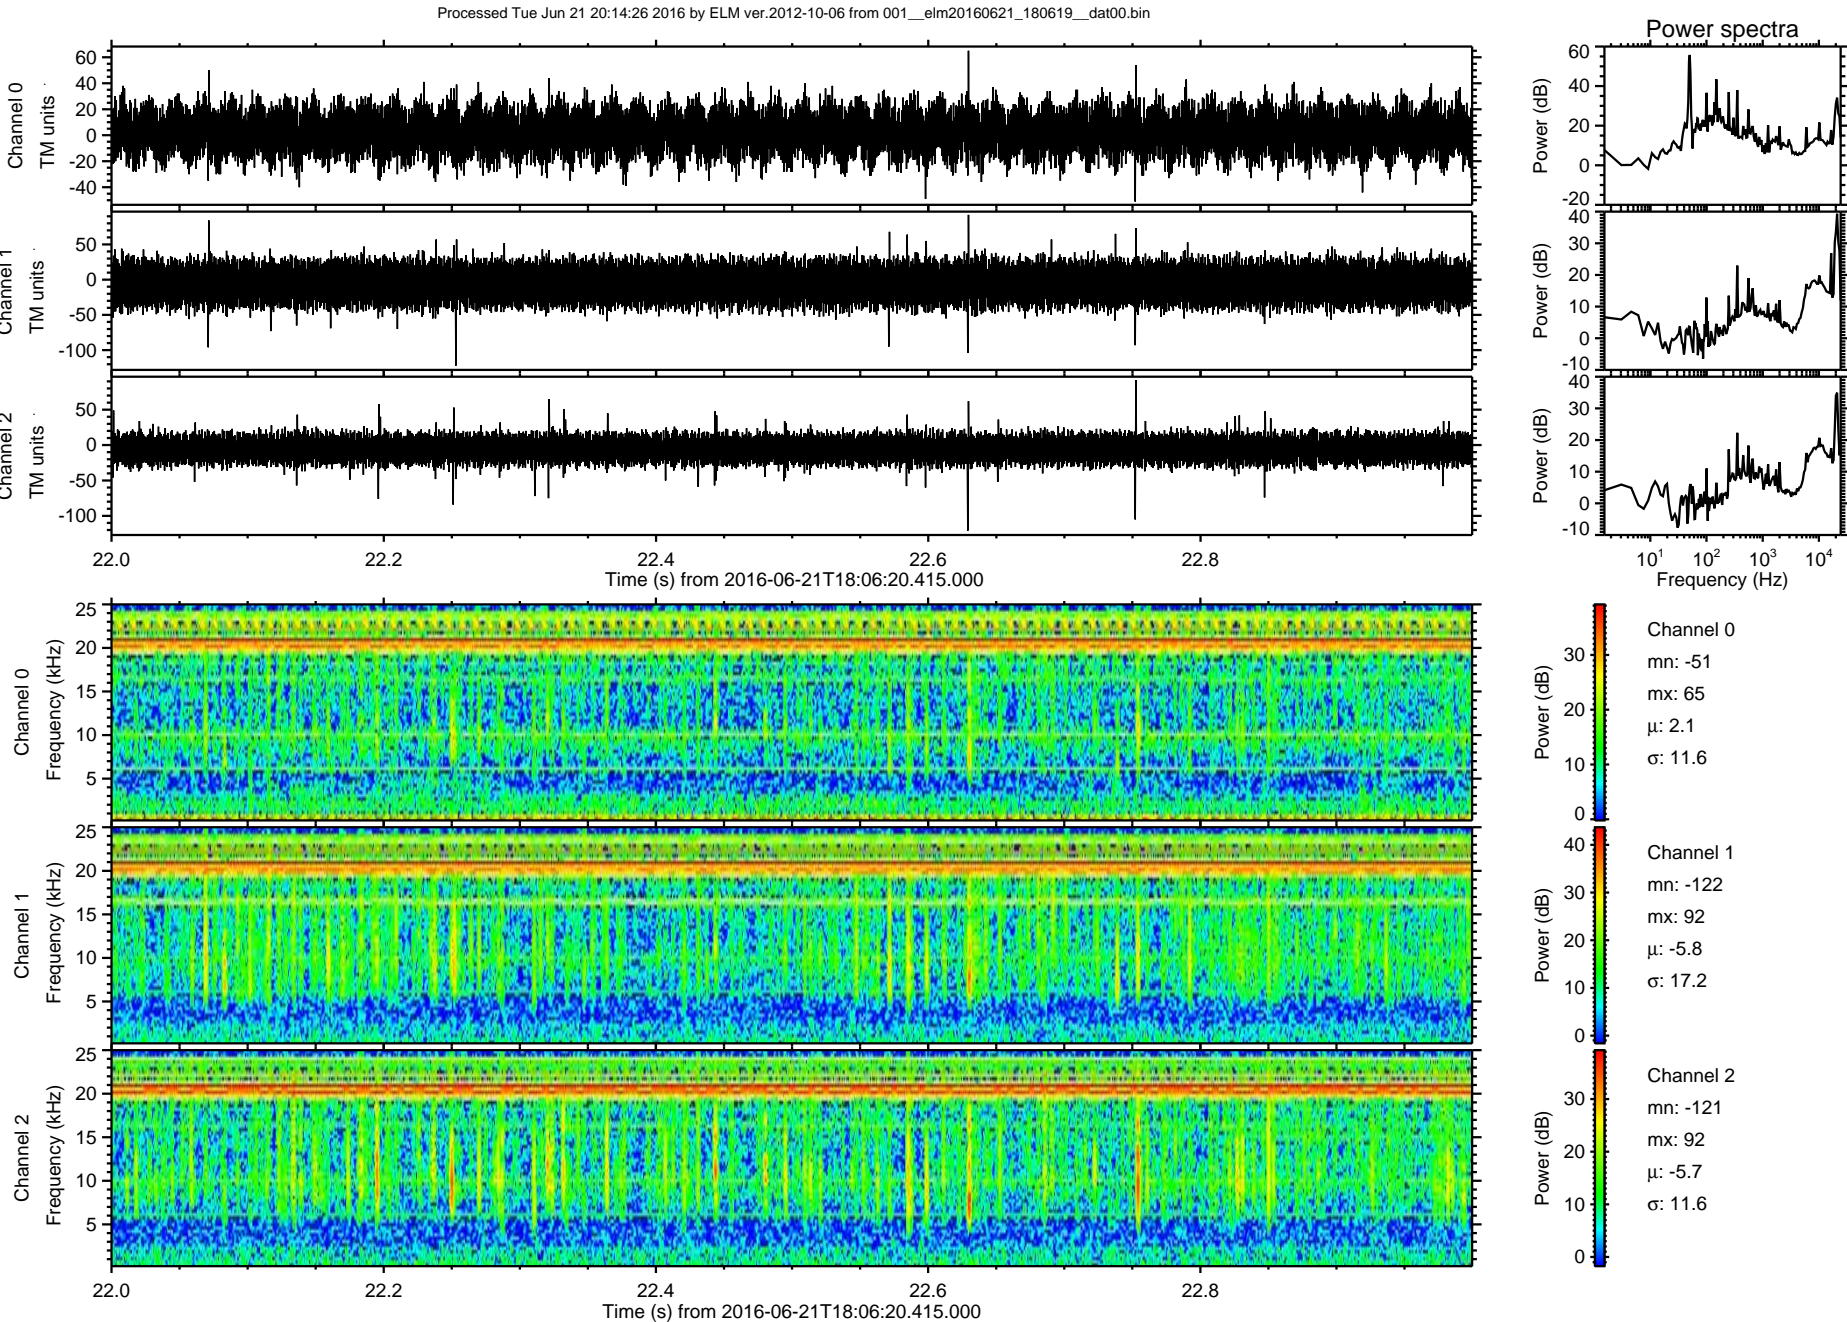 Processed Tue Jun 21 20:14:26 2016 by ELM ver.2012-10-06 from 001__elm20160621_180619__dat00.bin
Power spectra
Channel 0
TM units
60
40
20
0
-20
-40
Power (dB)
60
40
20
0
-20
Channel 1
TM units
50
0
-50
-100
Power (dB)
40
30
20
10
0
-10
Channel 2
TM units
50
0
-50
-100
Power (dB)
40
30
20
10
0
-10
22.0 22.2 22.4 22.6 22.8
Time (s) from 2016-06-21T18:06:20.415.000
10^1 10^2 10^3 10^4
Frequency (Hz)
Channel 0
Frequency (kHz)
25
20
15
10
5
Power (dB)
30
20
10
0
Channel 0
mn: -51
mx: 65
μ: 2.1
σ: 11.6
Channel 1
Frequency (kHz)
25
20
15
10
5
Power (dB)
40
30
20
10
0
Channel 1
mn: -122
mx: 92
μ: -5.8
σ: 17.2
Channel 2
Frequency (kHz)
25
20
15
10
5
Power (dB)
30
20
10
0
Channel 2
mn: -121
mx: 92
μ: -5.7
σ: 11.6
22.0 22.2 22.4 22.6 22.8
Time (s) from 2016-06-21T18:06:20.415.000